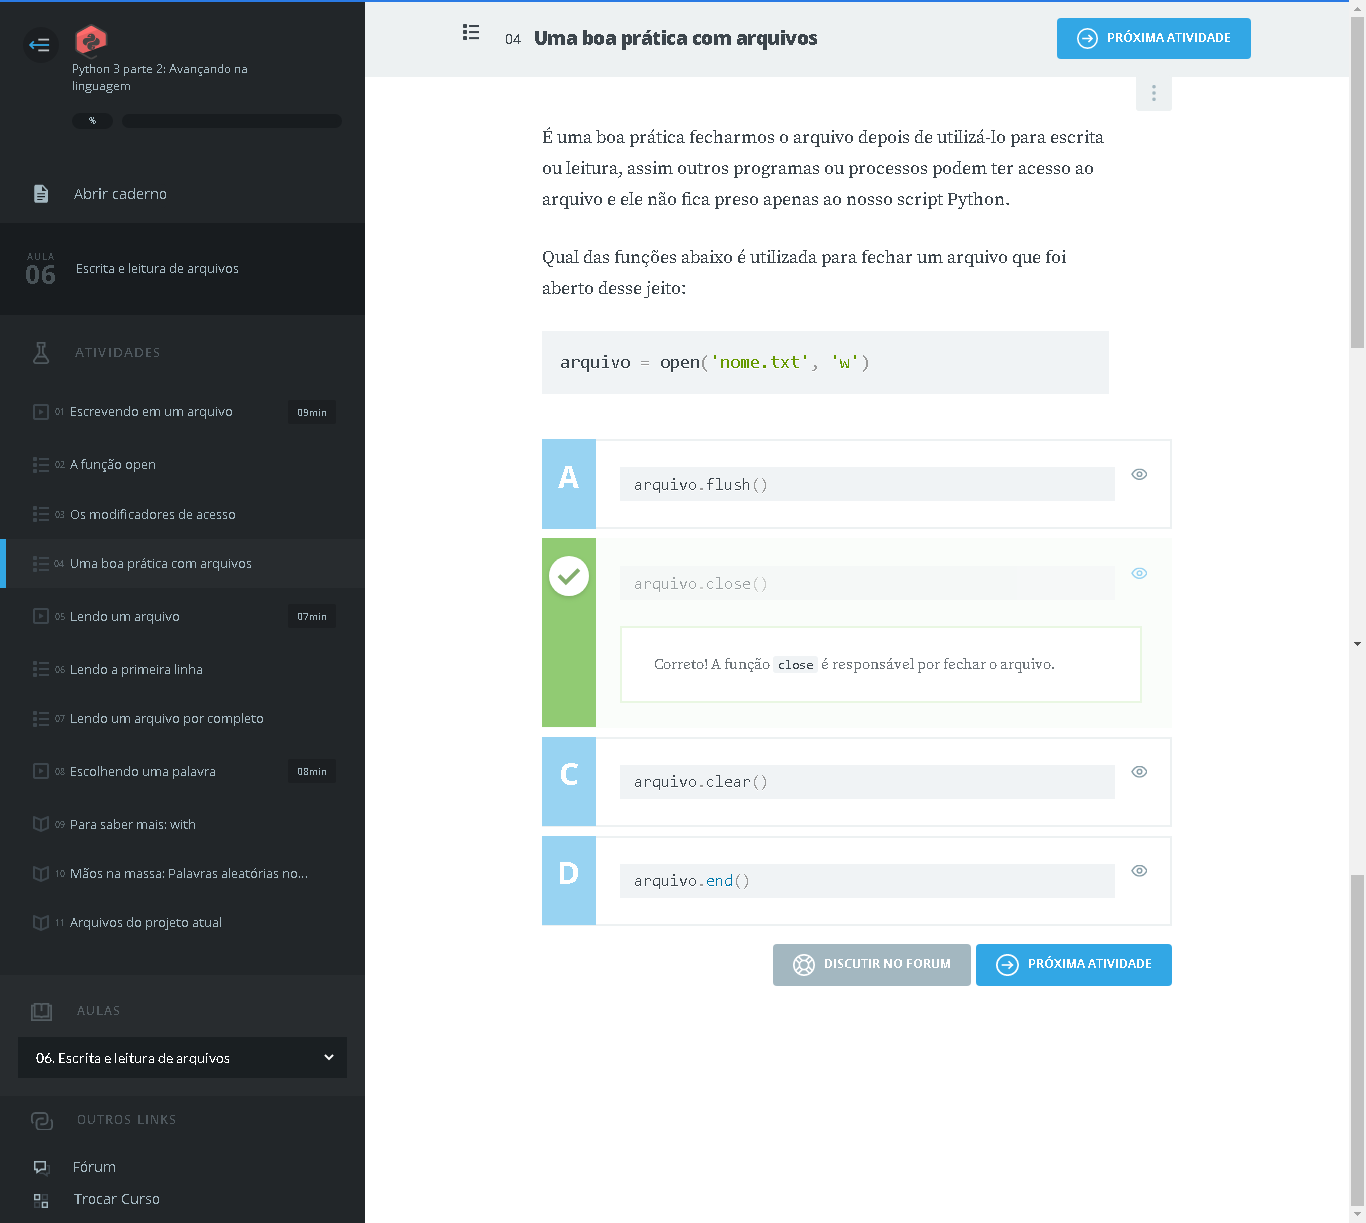 Python 3 parte 2: Avançando na
linguagem
%
Abrir caderno
AULA
06
Escrita e leitura de arquivos
ATIVIDADES
01 Escrevendo em um arquivo 09min
02 A função open
03 Os modificadores de acesso
04 Uma boa prática com arquivos
05 Lendo um arquivo 07min
06 Lendo a primeira linha
07 Lendo um arquivo por completo
08 Escolhendo uma palavra 08min
09 Para saber mais: with
10 Mãos na massa: Palavras aleatórias no...
11 Arquivos do projeto atual
AULAS
06. Escrita e leitura de arquivos
OUTROS LINKS
Fórum
Trocar Curso
04 Uma boa prática com arquivos
PRÓXIMA ATIVIDADE
É uma boa prática fecharmos o arquivo depois de utilizá-lo para escrita
ou leitura, assim outros programas ou processos podem ter acesso ao
arquivo e ele não fica preso apenas ao nosso script Python.
Qual das funções abaixo é utilizada para fechar um arquivo que foi
aberto desse jeito:
arquivo = open('nome.txt', 'w')
A
arquivo.flush()
arquivo.close()
Correto! A função close é responsável por fechar o arquivo.
C
arquivo.clear()
D
arquivo.end()
DISCUTIR NO FORUM
PRÓXIMA ATIVIDADE